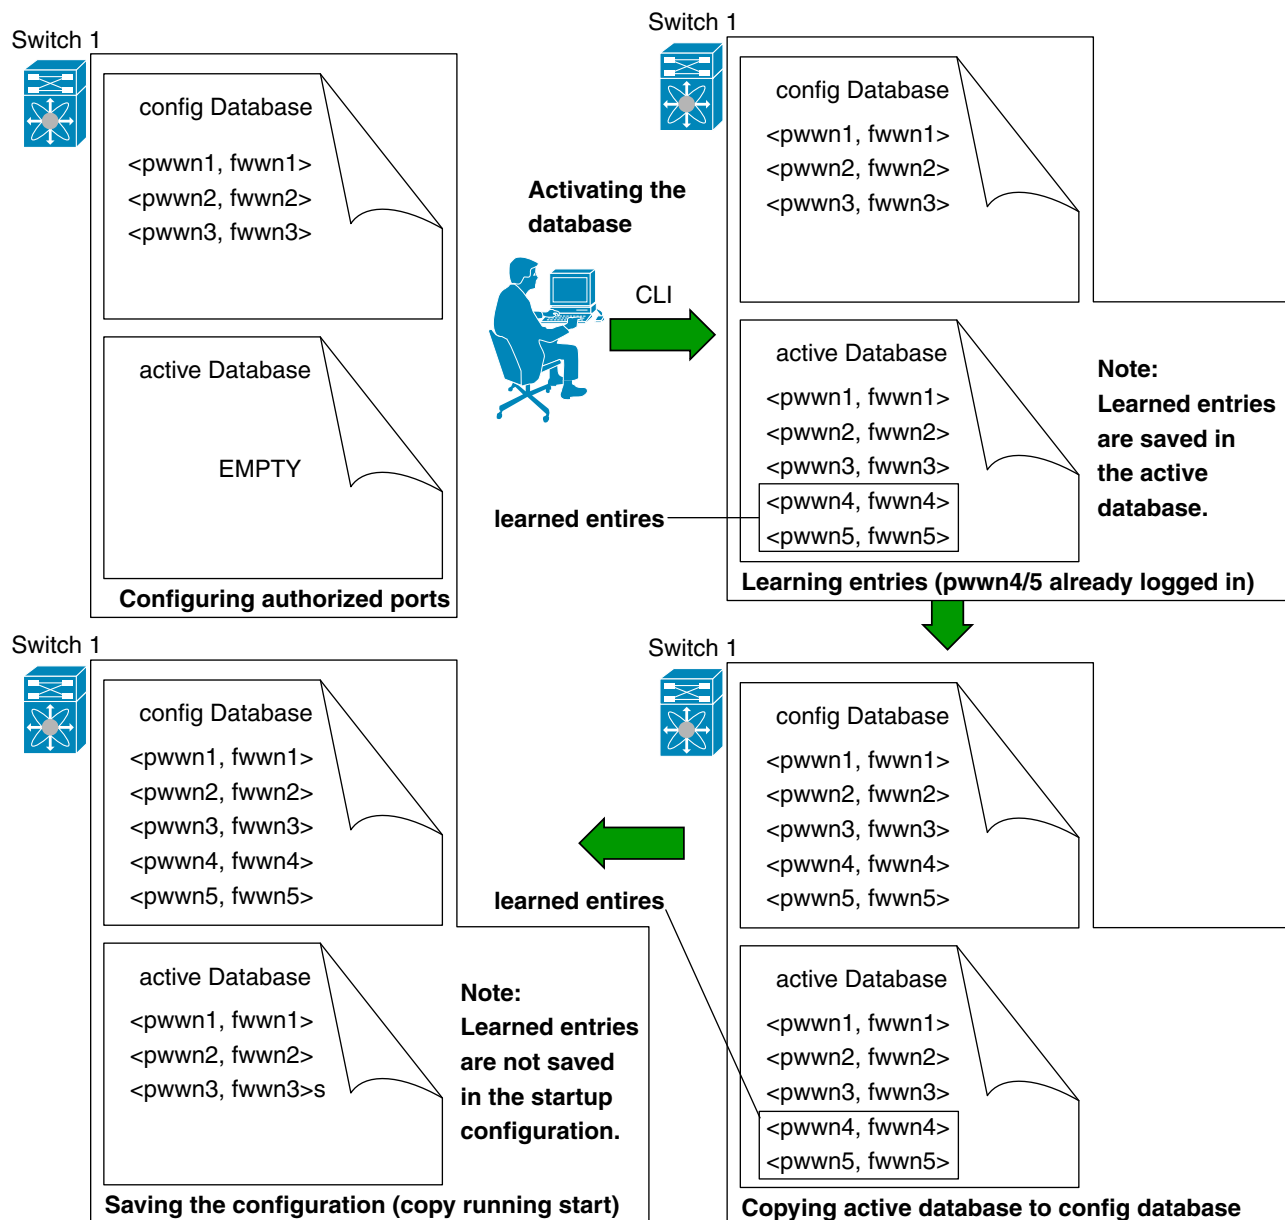 Switch 1
config Database
<pwwn1, fwwn1>
<pwwn2, fwwn2>
<pwwn3, fwwn3>
active Database
EMPTY
Configuring authorized ports
Activating the
database
CLI
Switch 1
config Database
<pwwn1, fwwn1>
<pwwn2, fwwn2>
<pwwn3, fwwn3>
active Database
<pwwn1, fwwn1>
<pwwn2, fwwn2>
<pwwn3, fwwn3>
<pwwn4, fwwn4>
<pwwn5, fwwn5>
learned entires
Note:
Learned entries
are saved in
the active
database.
Learning entries (pwwn4/5 already logged in)
Switch 1
config Database
<pwwn1, fwwn1>
<pwwn2, fwwn2>
<pwwn3, fwwn3>
<pwwn4, fwwn4>
<pwwn5, fwwn5>
active Database
<pwwn1, fwwn1>
<pwwn2, fwwn2>
<pwwn3, fwwn3>s
Note:
Learned entries
are not saved
in the startup
configuration.
Saving the configuration (copy running start)
Switch 1
config Database
<pwwn1, fwwn1>
<pwwn2, fwwn2>
<pwwn3, fwwn3>
<pwwn4, fwwn4>
<pwwn5, fwwn5>
learned entires
active Database
<pwwn1, fwwn1>
<pwwn2, fwwn2>
<pwwn3, fwwn3>
<pwwn4, fwwn4>
<pwwn5, fwwn5>
Copying active database to config database